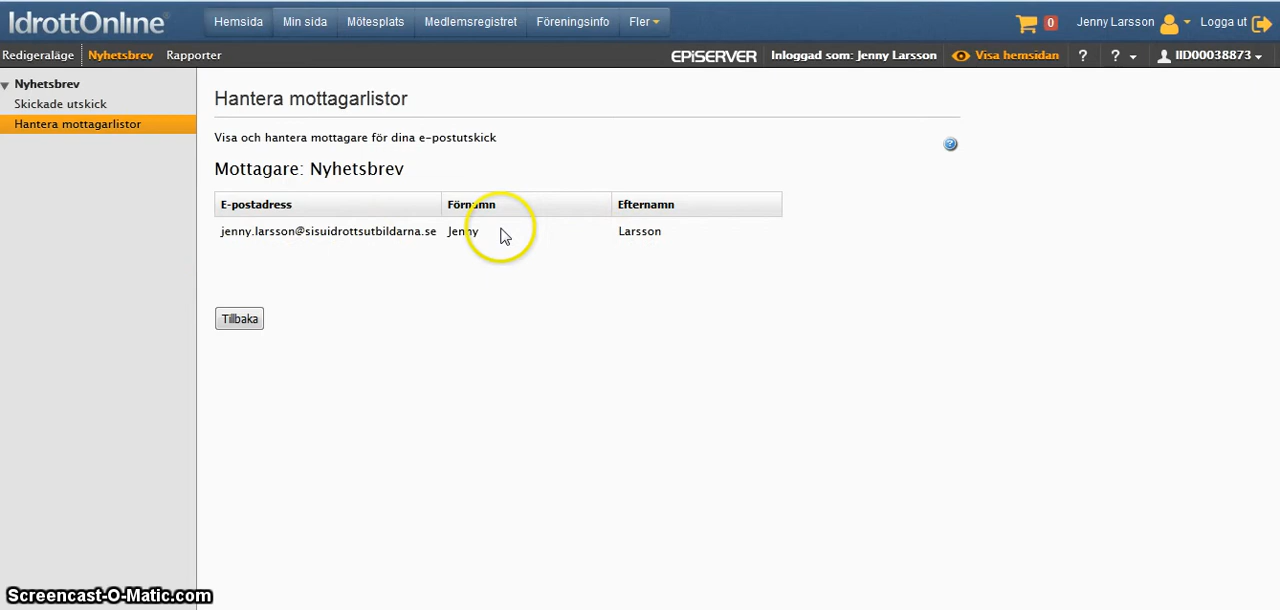 IdrottOnline Hemsida Min sida Mötesplats Medlemsregistret Föreningsinfo Fler 0 Jenny Larsson Logga ut
Redigeraläge Nyhetsbrev Rapporter EPiSERVER Inloggad som: Jenny Larsson Visa hemsidan ? ? IID00038873
Nyhetsbrev
Skickade utskick
Hantera mottagarlistor
Hantera mottagarlistor
Visa och hantera mottagare för dina e-postutskick
?
Mottagare: Nyhetsbrev
E-postadress Förnamn Efternamn
jenny.larsson@sisuidrottsutbildarna.se Jenny Larsson
Tillbaka
Screencast-O-Matic.com